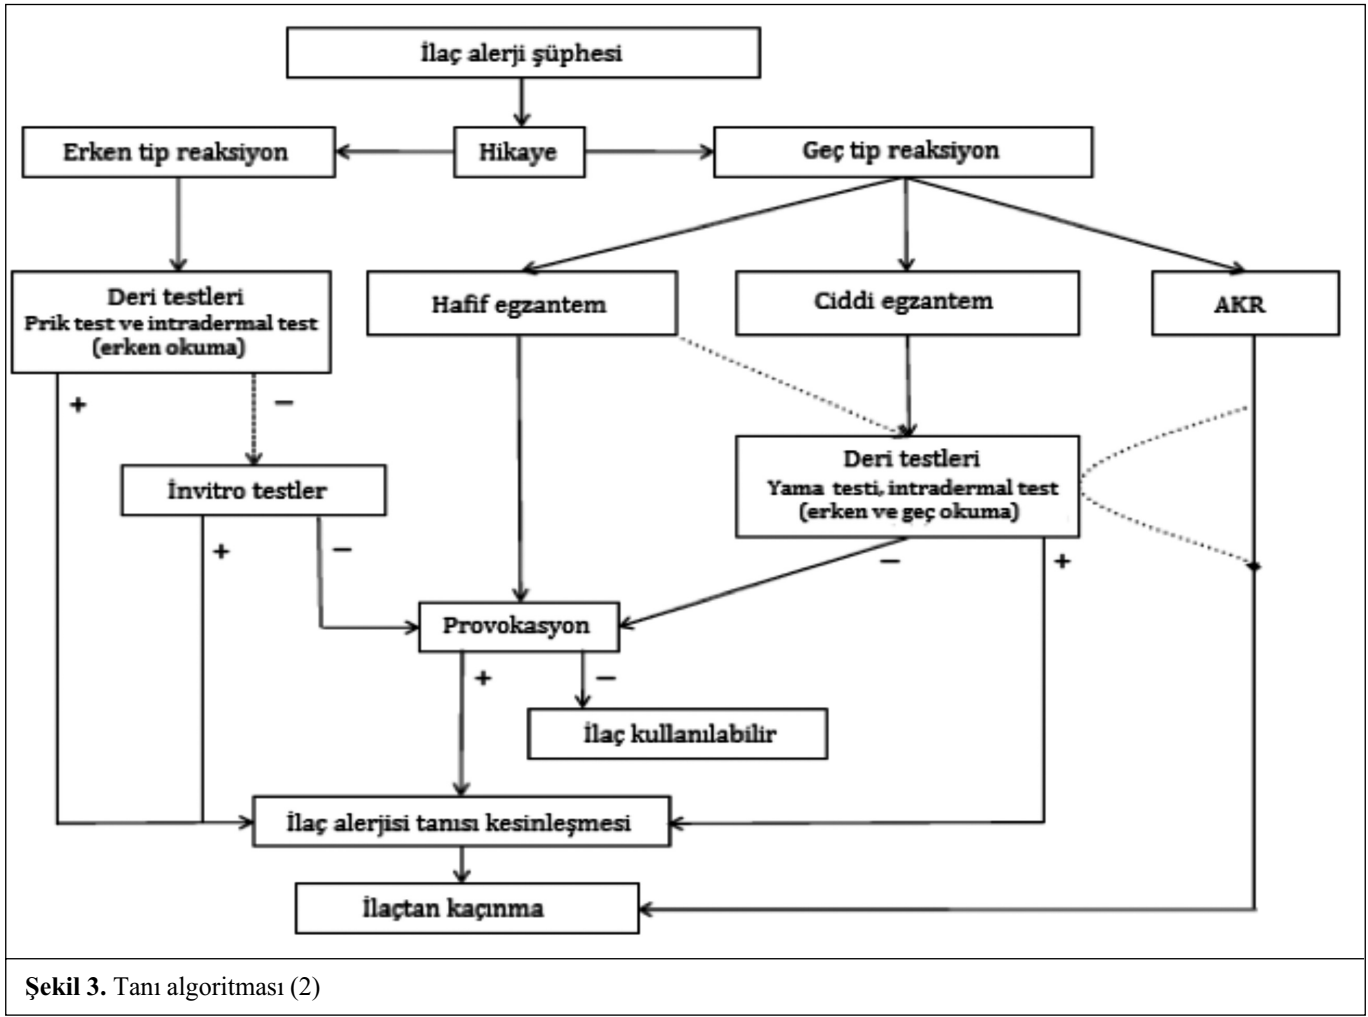 İlaç alerji şüphesi
Erken tip reaksiyon
Hikaye
Geç tip reaksiyon
Deri testleri
Prik test ve intradermal test
(erken okuma)
Hafif egzantem
Ciddi egzantem
AKR
+
−
İnvitro testler
Deri testleri
Yama testi, intradermal test
(erken ve geç okuma)
+
−
−
+
Provokasyon
+
−
İlaç kullanılabilir
İlaç alerjisi tanısı kesinleşmesi
İlaçtan kaçınma
Şekil 3. Tanı algoritması (2)